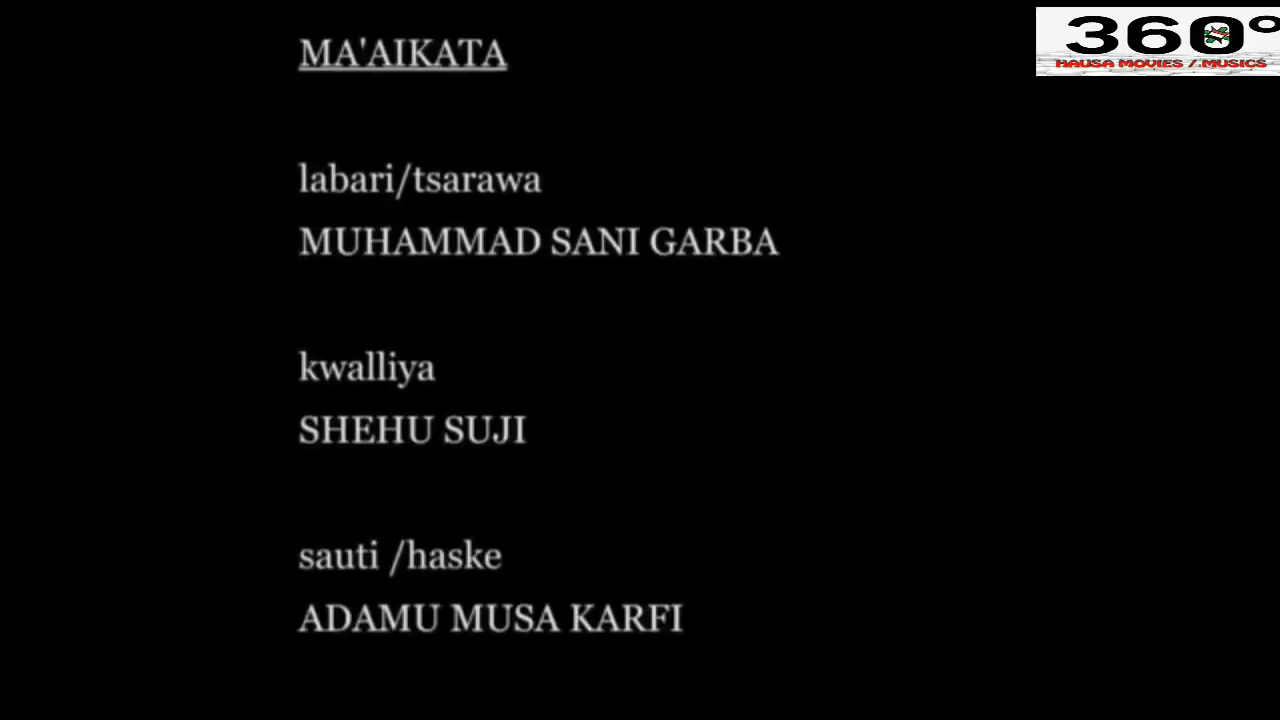 MA'AIKATA
360°
HAUSA MOVIES / MUSICS
labari/tsarawa
MUHAMMAD SANI GARBA
kwalliya
SHEHU SUJI
sauti /haske
ADAMU MUSA KARFI